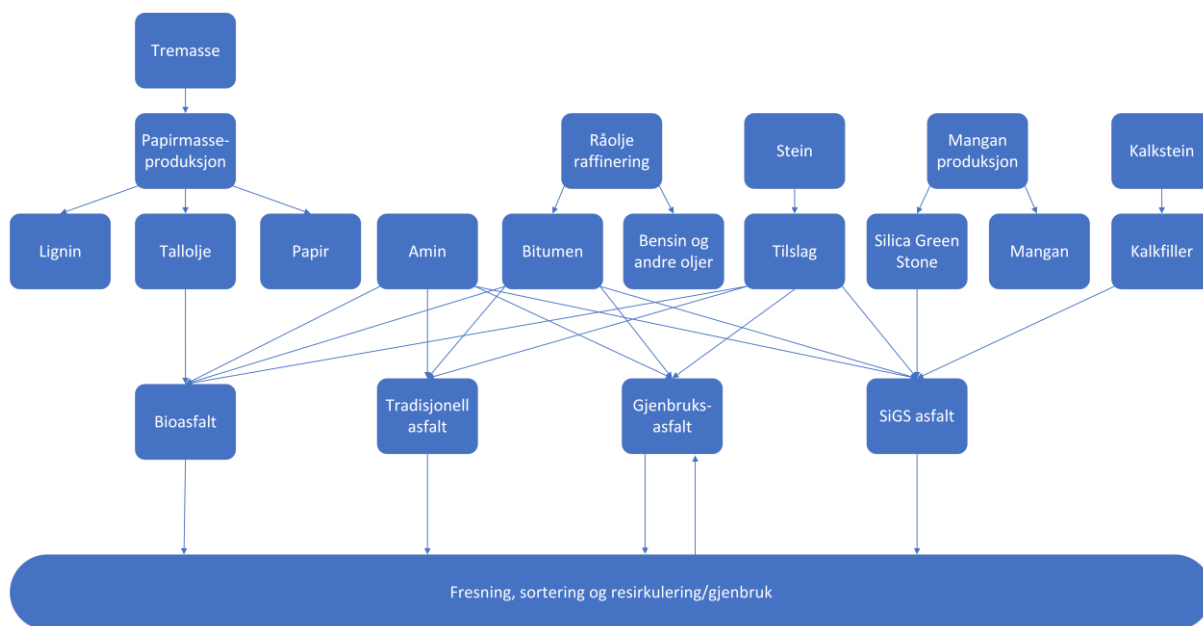 Tremasse
Papirmasse-
produksjon
Råolje
raffinering
Stein
Mangan
produksjon
Kalkstein
Lignin
Tallolje
Papir
Amin
Bitumen
Bensin og
andre oljer
Tilslag
Silica Green
Stone
Mangan
Kalkfiller
Bioasfalt
Tradisjonell
asfalt
Gjenbruks-
asfalt
SiGS asfalt
Fresning, sortering og resirkulering/gjenbruk